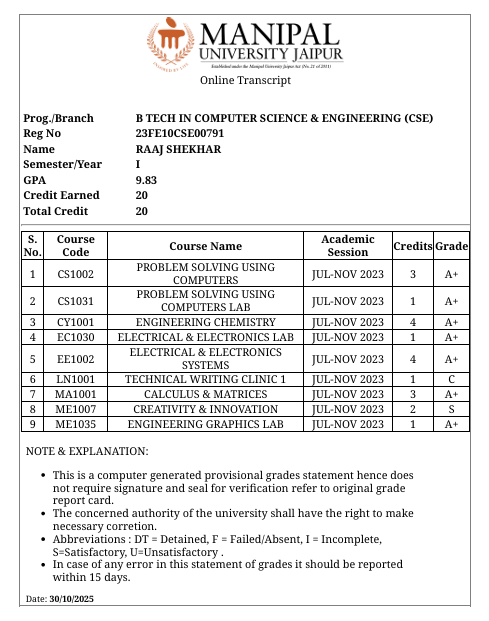 MANIPAL
UNIVERSITY JAIPUR
(Established under the Manipal University Jaipur Act (No. 21 of 2011)
INSPIRED BY LIFE
Online Transcript
Prog./Branch B TECH IN COMPUTER SCIENCE & ENGINEERING (CSE)
Reg No 23FE10CSE00791
Name RAAJ SHEKHAR
Semester/Year I
GPA 9.83
Credit Earned 20
Total Credit 20
S. No. Course Code Course Name Academic Session Credits Grade
1 CS1002 PROBLEM SOLVING USING COMPUTERS JUL-NOV 2023 3 A+
2 CS1031 PROBLEM SOLVING USING COMPUTERS LAB JUL-NOV 2023 1 A+
3 CY1001 ENGINEERING CHEMISTRY JUL-NOV 2023 4 A+
4 EC1030 ELECTRICAL & ELECTRONICS LAB JUL-NOV 2023 1 A+
5 EE1002 ELECTRICAL & ELECTRONICS SYSTEMS JUL-NOV 2023 4 A+
6 LN1001 TECHNICAL WRITING CLINIC 1 JUL-NOV 2023 1 C
7 MA1001 CALCULUS & MATRICES JUL-NOV 2023 3 A+
8 ME1007 CREATIVITY & INNOVATION JUL-NOV 2023 2 S
9 ME1035 ENGINEERING GRAPHICS LAB JUL-NOV 2023 1 A+
NOTE & EXPLANATION:
• This is a computer generated provisional grades statement hence does
not require signature and seal for verification refer to original grade
report card.
• The concerned authority of the university shall have the right to make
necessary corretion.
• Abbreviations : DT = Detained, F = Failed/Absent, I = Incomplete,
S=Satisfactory, U=Unsatisfactory .
• In case of any error in this statement of grades it should be reported
within 15 days.
Date: 30/10/2025